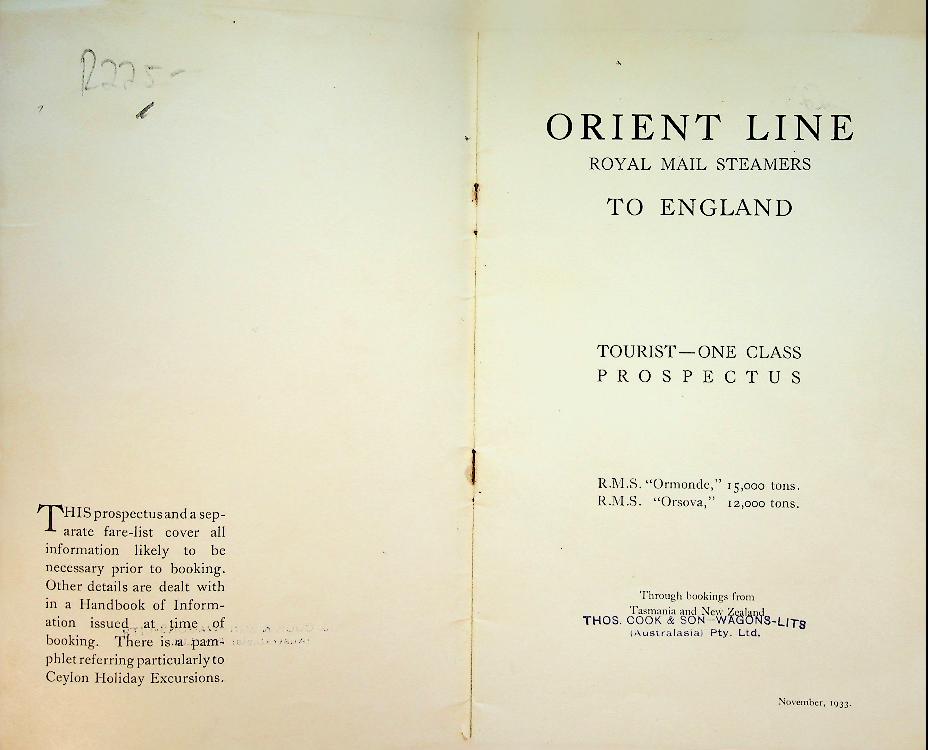 R225-
THIS prospectus and a sep-
arate fare-list cover all
information likely to be
necessary prior to booking.
Other details are dealt with
in a Handbook of Inform-
ation issued at time of
booking. There is a pam-
phlet referring particularly to
Ceylon Holiday Excursions.
ORIENT LINE
ROYAL MAIL STEAMERS
TO ENGLAND
TOURIST—ONE CLASS
PROSPECTUS
R.M.S. "Ormonde," 15,000 tons.
R.M.S. "Orsova," 12,000 tons.
Through bookings from
Tasmania and New Zealand
THOS. COOK & SON-WAGONS-LITS
(Australasia) Pty. Ltd.
November, 1933.